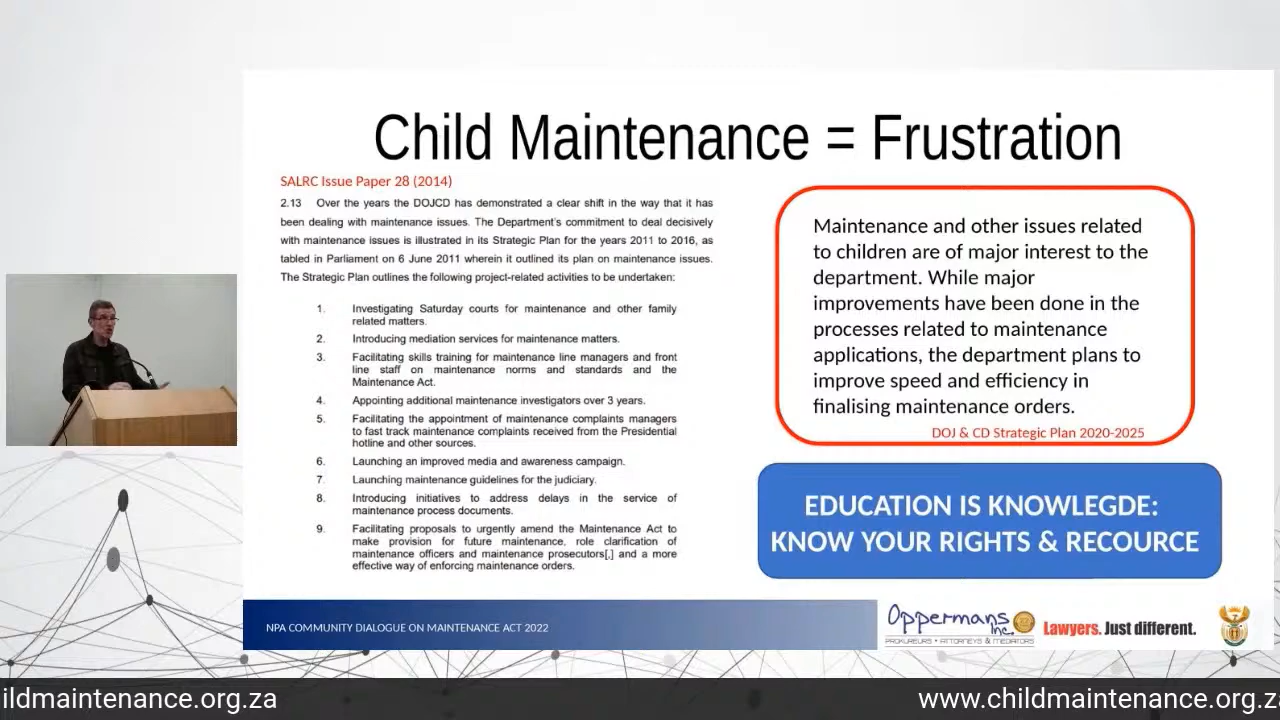 Child Maintenance = Frustration
SALRC Issue Paper 28 (2014)
2.13 Over the years the DOJCD has demonstrated a clear shift in the way that it has
been dealing with maintenance issues. The Department's commitment to deal decisively
with maintenance issues is illustrated in its Strategic Plan for the years 2011 to 2016, as
tabled in Parliament on 6 June 2011 wherein it outlined its plan on maintenance issues.
The Strategic Plan outlines the following project-related activities to be undertaken:
1. Investigating Saturday courts for maintenance and other family
related matters.
2. Introducing mediation services for maintenance matters.
3. Facilitating skills training for maintenance line managers and front
line staff on maintenance norms and standards and the
Maintenance Act.
4. Appointing additional maintenance investigators over 3 years.
5. Facilitating the appointment of maintenance complaints managers
to fast track maintenance complaints received from the Presidential
hotline and other sources.
6. Launching an improved media and awareness campaign.
7. Launching maintenance guidelines for the judiciary.
8. Introducing initiatives to address delays in the service of
maintenance process documents.
9. Facilitating proposals to urgently amend the Maintenance Act to
make provision for future maintenance, role clarification of
maintenance officers and maintenance prosecutors[,] and a more
effective way of enforcing maintenance orders.
Maintenance and other issues related
to children are of major interest to the
department. While major
improvements have been done in the
processes related to maintenance
applications, the department plans to
improve speed and efficiency in
finalising maintenance orders.
DOJ & CD Strategic Plan 2020-2025
EDUCATION IS KNOWLEGDE:
KNOW YOUR RIGHTS & RECOURCE
NPA COMMUNITY DIALOGUE ON MAINTENANCE ACT 2022
Oppermans Inc.
PROKUREURS • ATTORNEYS & MEDIATORS
Lawyers. Just different.
ildmaintenance.org.za
www.childmaintenance.org.z